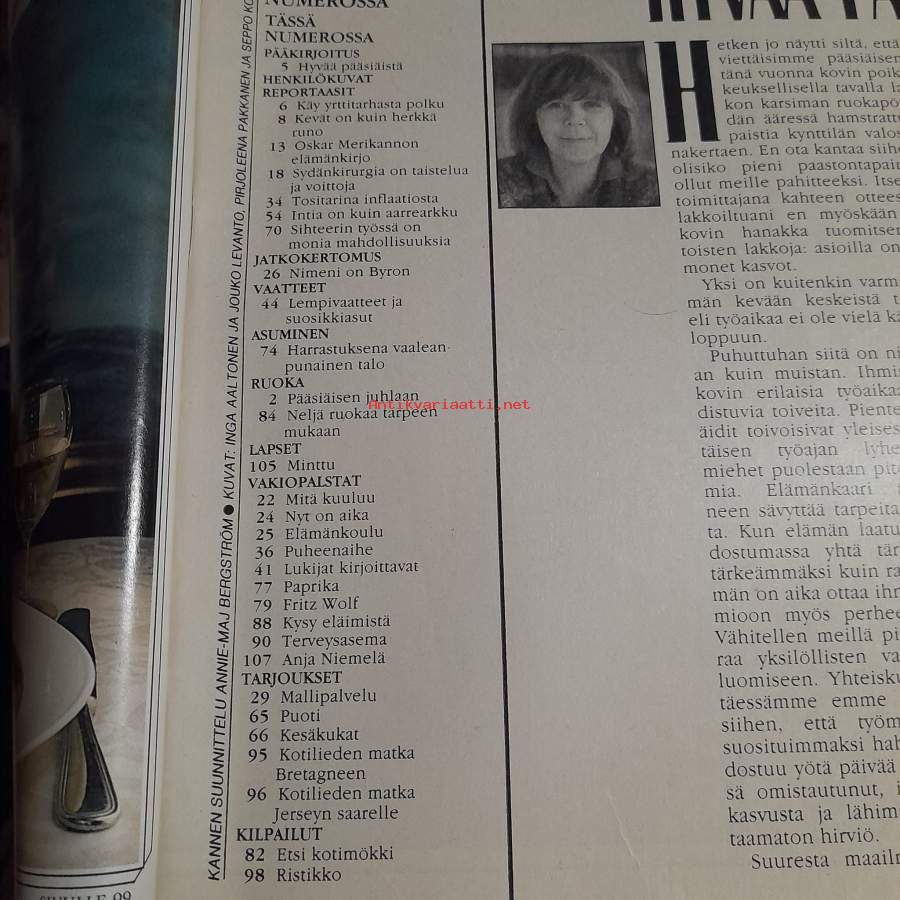 NUMEROSSA
TÄSSÄ
NUMEROSSA
PÄÄKIRJOITUS
5 Hyvää pääsiäistä
HENKILÖKUVAT
REPORTAASIT
6 Käy yrttitarhasta polku
8 Kevät on kuin herkkä
runo
13 Oskar Merikannon
elämänkirjo
18 Sydänkirurgia on taistelua
ja voittoja
34 Tositarina inflaatiosta
54 Intia on kuin aarrearkku
70 Sihteerin työssä on
monia mahdollisuuksia
JATKOKERTOMUS
26 Nimeni on Byron
VAATTEET
44 Lempivaatteet ja
suosikkiasut
ASUMINEN
74 Harrastuksena vaalean-
punainen talo
RUOKA
2 Pääsiäisen juhlaan
84 Neljä ruokaa tarpeen
mukaan
LAPSET
105 Minttu
VAKIOPALSTAT
22 Mitä kuuluu
24 Nyt on aika
25 Elämänkoulu
36 Puheenaihe
41 Lukijat kirjoittavat
77 Paprika
79 Fritz Wolf
88 Kysy eläimistä
90 Terveysasema
107 Anja Niemelä
TARJOUKSET
29 Mallipalvelu
65 Puoti
66 Kesäkukat
95 Kotilieden matka
Bretagneen
96 Kotilieden matka
Jerseyn saarelle
KILPAILUT
82 Etsi kotimökki
98 Ristikko
KANNEN SUUNNITTELU ANNIE-MAJ BERGSTRÖM ● KUVAT: INGA AALTONEN JA JOUKO LEVANTO, PIRJOLEENA PAKKANEN JA SEPPO
Antikvariaatti.net
Hetken jo näytti siltä, että
viettäisimme pääsiäisen
tänä vuonna kovin poik
keuksellisella tavalla la
kon karsiman ruokapö
dän ääressä hamstrattu
paistia kynttilän valos
nakertaen. En ota kantaa siihe
olisiko pieni paastontapain
ollut meille pahitteeksi. Itse
toimittajana kahteen ottees
lakkoiltuani en myöskään
kovin hanakka tuomitser
toisten lakkoja: asioilla on
monet kasvot.
Yksi on kuitenkin varm
män kevään keskeistä t
eli työaikaa ei ole vielä kä
loppuun.
Puhuttuhan siitä on ni
an kuin muistan. Ihmi
kovin erilaisia työaikaa
distuvia toiveita. Piente
äidit toivoisivat yleises
täisen työajan lyhe
miehet puolestaan pit
mia. Elämänkaari
neen sävyttää tarpeita
ta. Kun elämän laatu
dostumassa yhtä tär
tärkeämmäksi kuin ra
män on aika ottaa ihr
mioon myös perhee
Vähitellen meillä pi
raa yksilöllisten va
luomiseen. Yhteisku
täessämme emme
siihen, että työm
suosituimmaksi hah
dostuu yötä päivää
sä omistautunut, i
kasvusta ja lähim
taamaton hirviö.
Suuresta maailr